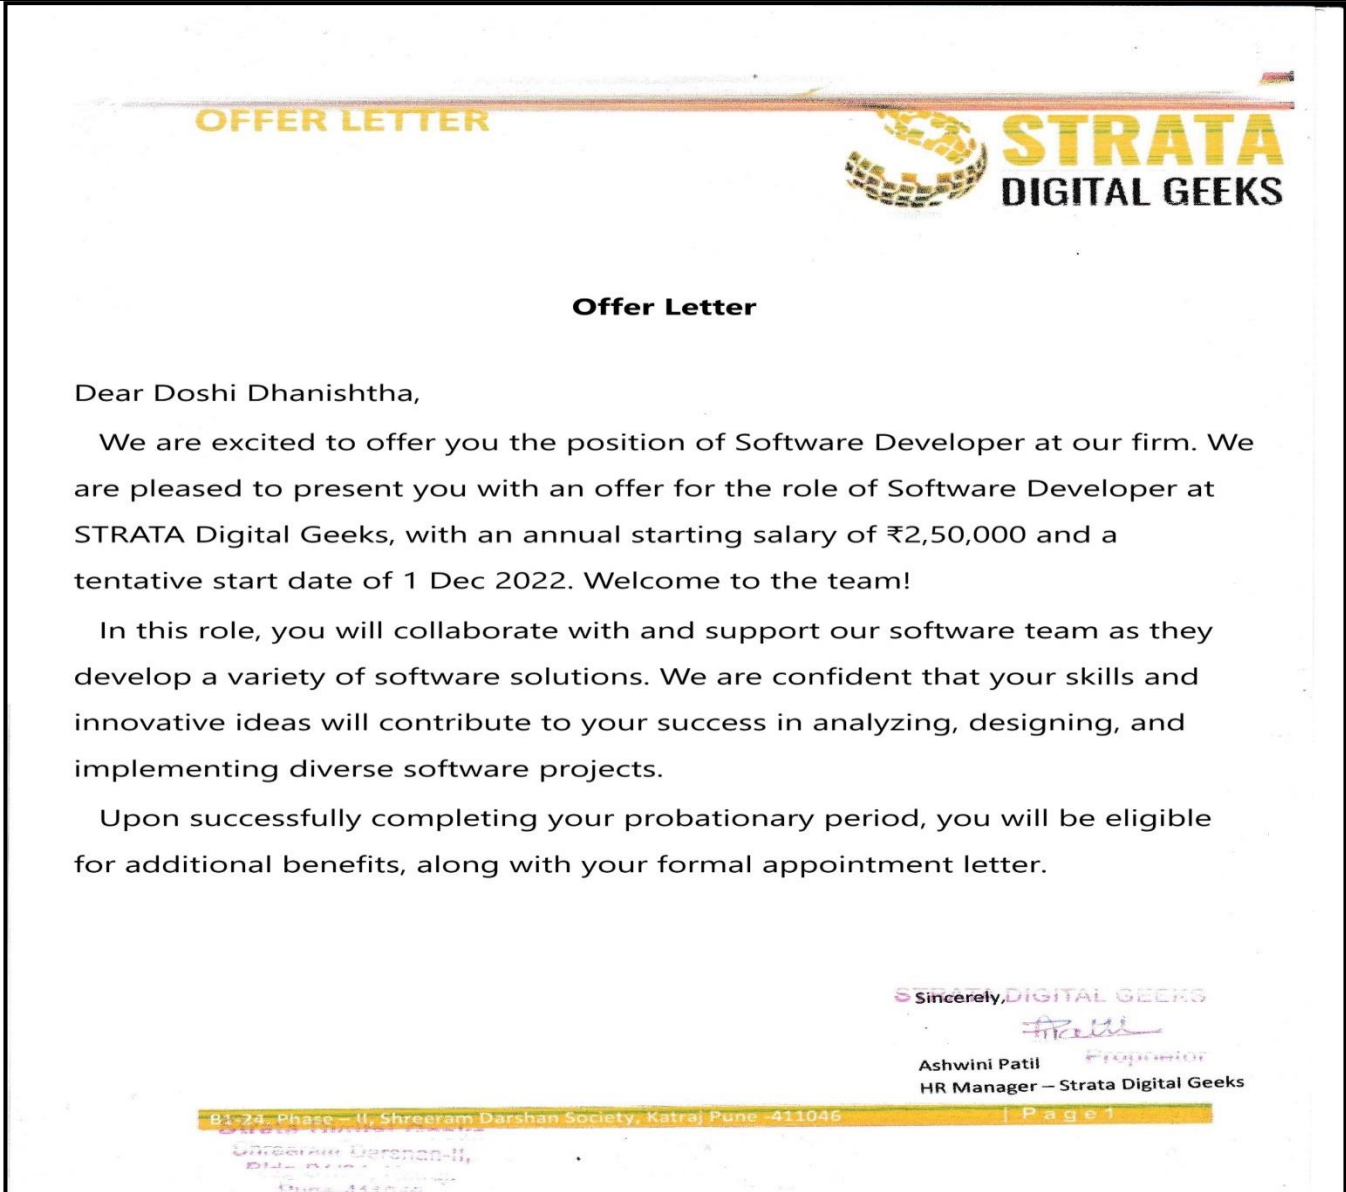 OFFER LETTER
STRATA
DIGITAL GEEKS
Offer Letter
Dear Doshi Dhanishtha,
We are excited to offer you the position of Software Developer at our firm. We
are pleased to present you with an offer for the role of Software Developer at
STRATA Digital Geeks, with an annual starting salary of ₹2,50,000 and a
tentative start date of 1 Dec 2022. Welcome to the team!
In this role, you will collaborate with and support our software team as they
develop a variety of software solutions. We are confident that your skills and
innovative ideas will contribute to your success in analyzing, designing, and
implementing diverse software projects.
Upon successfully completing your probationary period, you will be eligible
for additional benefits, along with your formal appointment letter.
STRATA DIGITAL GEEKS
Sincerely,
Proprietor
Ashwini Patil
HR Manager – Strata Digital Geeks
B1-24, Phase – II, Shreeram Darshan Society, Katraj Pune -411046 | Page 1
Shreeram Darshan-II,